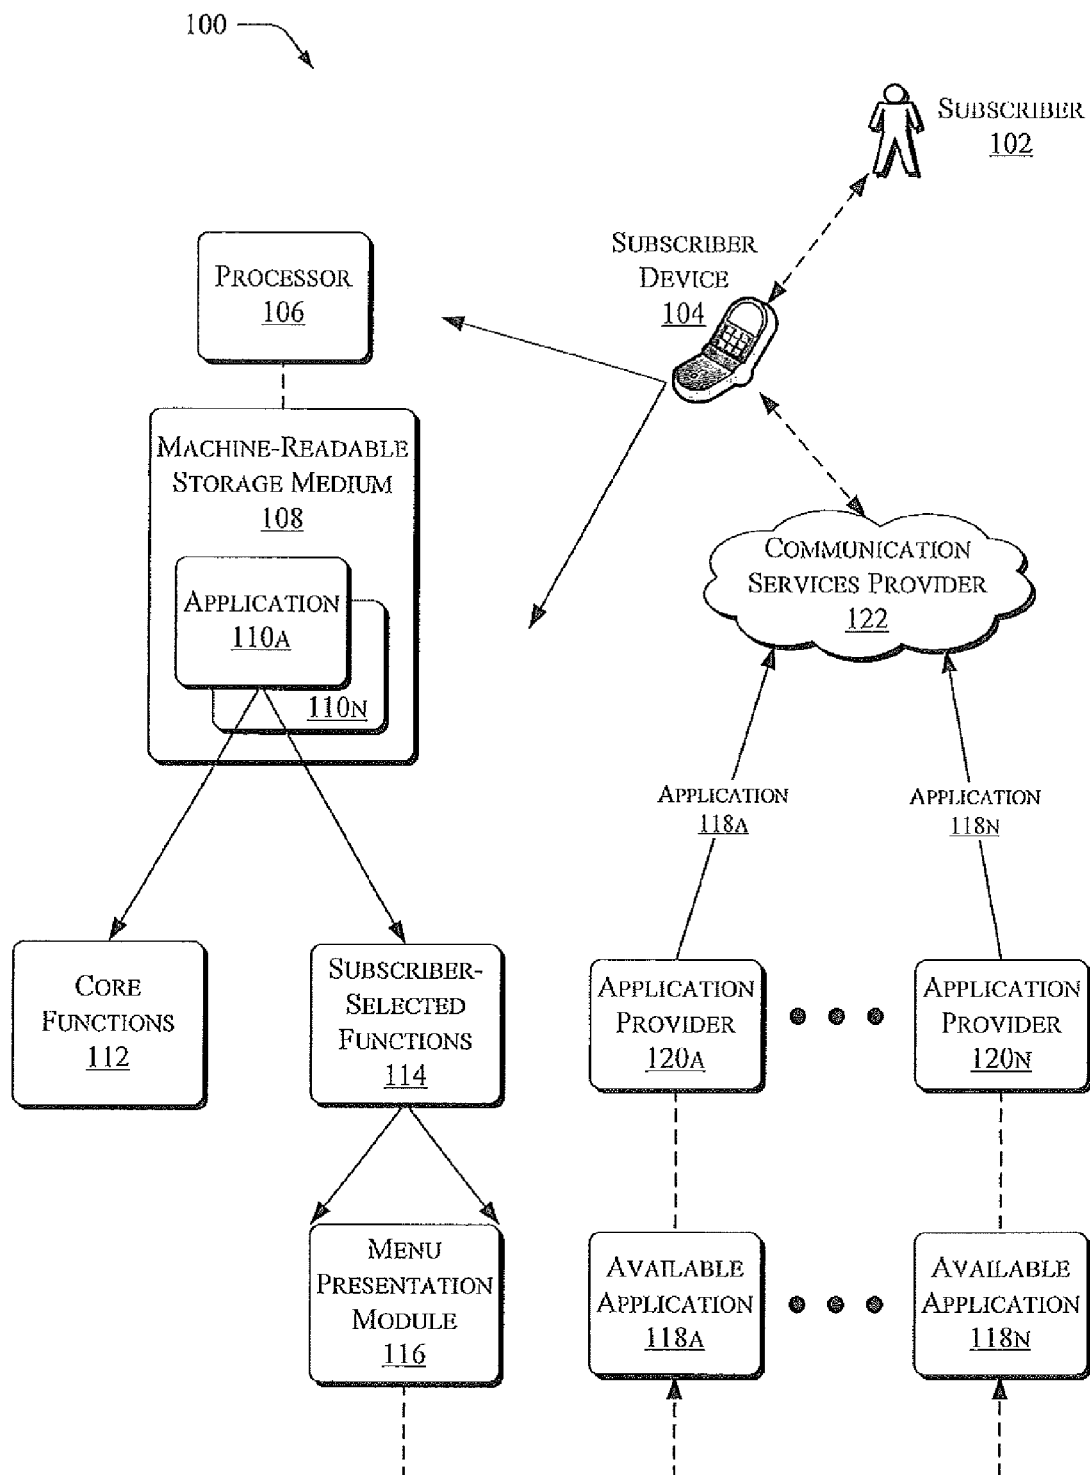 100
SUBSCRIBER
102
SUBSCRIBER
DEVICE
104
PROCESSOR
106
MACHINE-READABLE
STORAGE MEDIUM
108
APPLICATION
110A
110N
COMMUNICATION
SERVICES PROVIDER
122
APPLICATION
118A
APPLICATION
118N
CORE
FUNCTIONS
112
SUBSCRIBER-
SELECTED
FUNCTIONS
114
APPLICATION
PROVIDER
120A
APPLICATION
PROVIDER
120N
MENU
PRESENTATION
MODULE
116
AVAILABLE
APPLICATION
118A
AVAILABLE
APPLICATION
118N